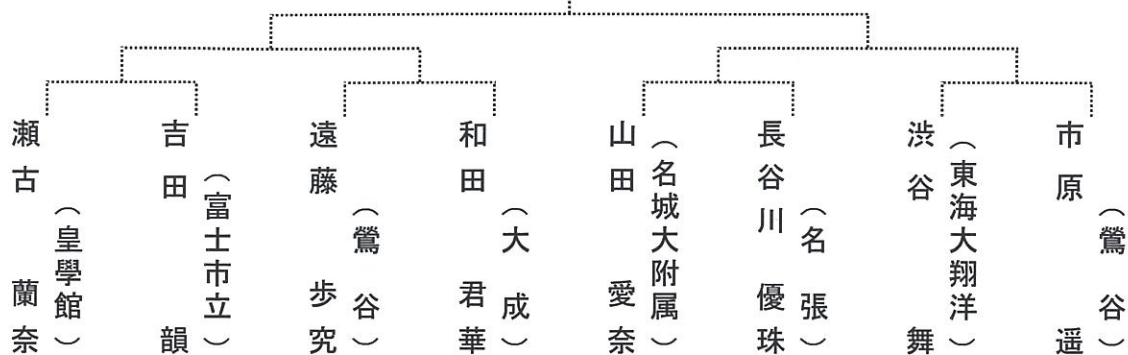 市原 遥
（鶯谷）
渋谷 舞
（東海大翔洋）
長谷川 優珠
（名張）
山田 愛奈
（名城大附属）
和田 君華
（大成）
遠藤 歩究
（鶯谷）
吉田 韻
（富士市立）
瀬古 蘭奈
（皇學館）